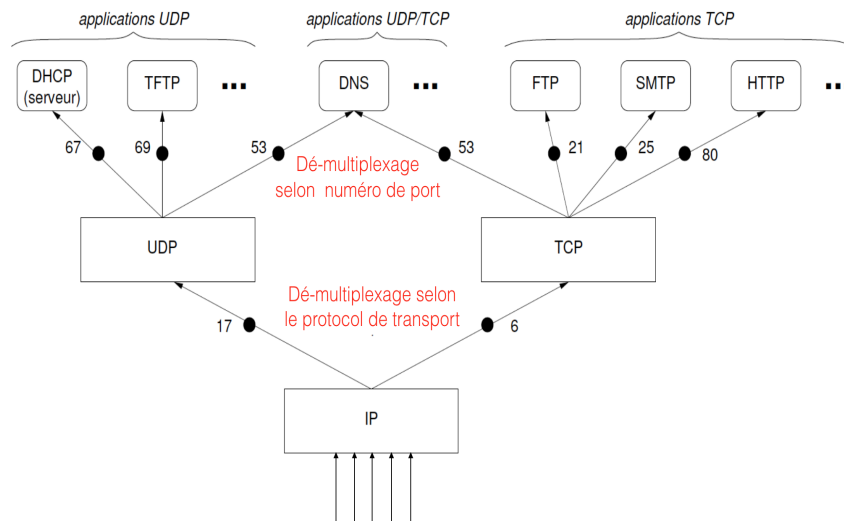 applications UDP
applications UDP/TCP
applications TCP
DHCP
(serveur)
TFTP
...
DNS
...
FTP
SMTP
HTTP
..
67
69
53
53
21
25
80
Dé-multiplexage
selon numéro de port
UDP
TCP
Dé-multiplexage selon
le protocol de transport
17
6
IP